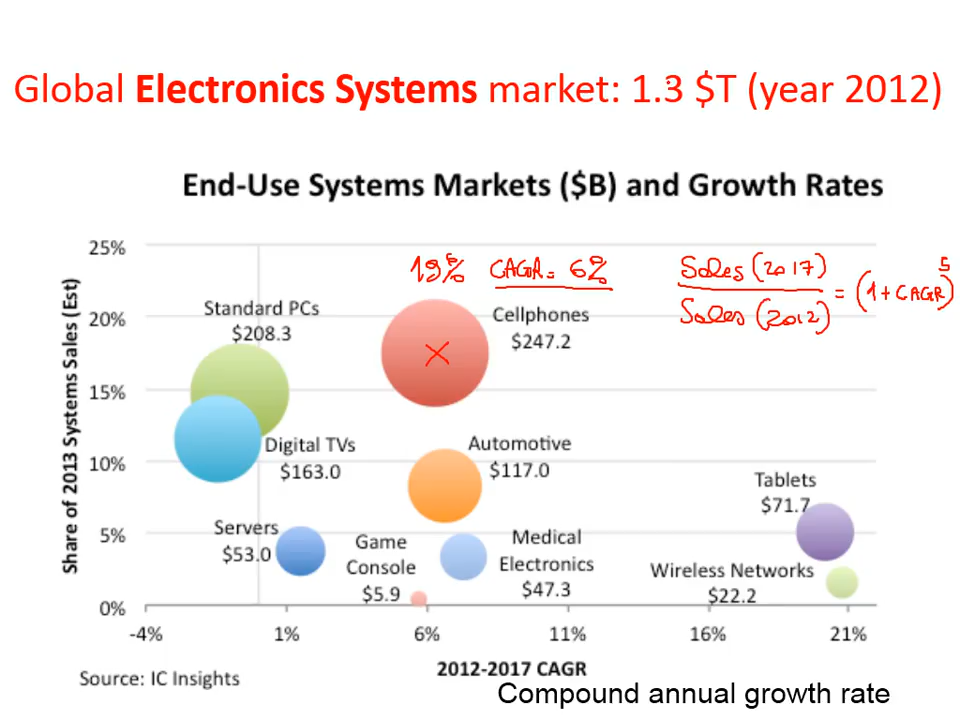 Global Electronics Systems market: 1.3 $T (year 2012)
End-Use Systems Markets ($B) and Growth Rates
25%
20%
15%
10%
5%
0%
Share of 2013 Systems Sales (Est)
19% CAGR = 6%
Sales (2017)
Sales (2012)
= (1 + CAGR)
5
Standard PCs
$208.3
Cellphones
$247.2
Digital TVs
$163.0
Automotive
$117.0
Tablets
$71.7
Servers
$53.0
Game
Console
$5.9
Medical
Electronics
$47.3
Wireless Networks
$22.2
-4% 1% 6% 11% 16% 21%
2012-2017 CAGR
Source: IC Insights
Compound annual growth rate